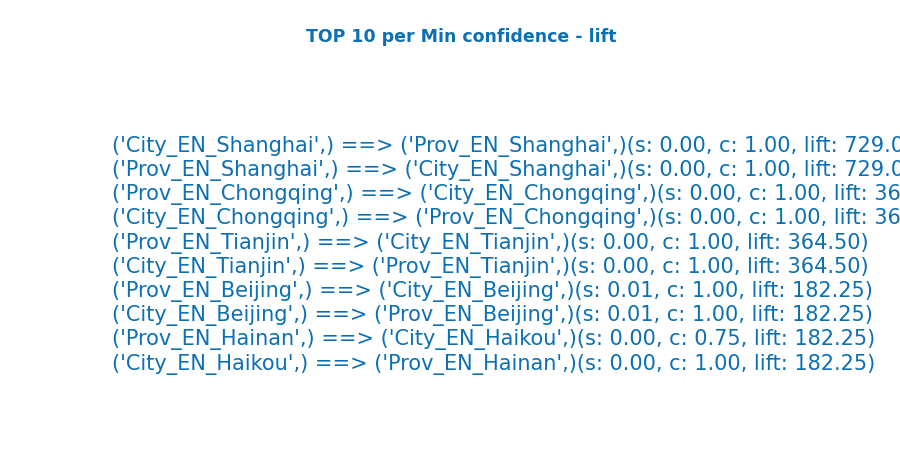 TOP 10 per Min confidence - lift
('City_EN_Shanghai',) ==> ('Prov_EN_Shanghai',)(s: 0.00, c: 1.00, lift: 729.0
('Prov_EN_Shanghai',) ==> ('City_EN_Shanghai',)(s: 0.00, c: 1.00, lift: 729.0
('Prov_EN_Chongqing',) ==> ('City_EN_Chongqing',)(s: 0.00, c: 1.00, lift: 36
('City_EN_Chongqing',) ==> ('Prov_EN_Chongqing',)(s: 0.00, c: 1.00, lift: 36
('Prov_EN_Tianjin',) ==> ('City_EN_Tianjin',)(s: 0.00, c: 1.00, lift: 364.50)
('City_EN_Tianjin',) ==> ('Prov_EN_Tianjin',)(s: 0.00, c: 1.00, lift: 364.50)
('Prov_EN_Beijing',) ==> ('City_EN_Beijing',)(s: 0.01, c: 1.00, lift: 182.25)
('City_EN_Beijing',) ==> ('Prov_EN_Beijing',)(s: 0.01, c: 1.00, lift: 182.25)
('Prov_EN_Hainan',) ==> ('City_EN_Haikou',)(s: 0.00, c: 0.75, lift: 182.25)
('City_EN_Haikou',) ==> ('Prov_EN_Hainan',)(s: 0.00, c: 1.00, lift: 182.25)